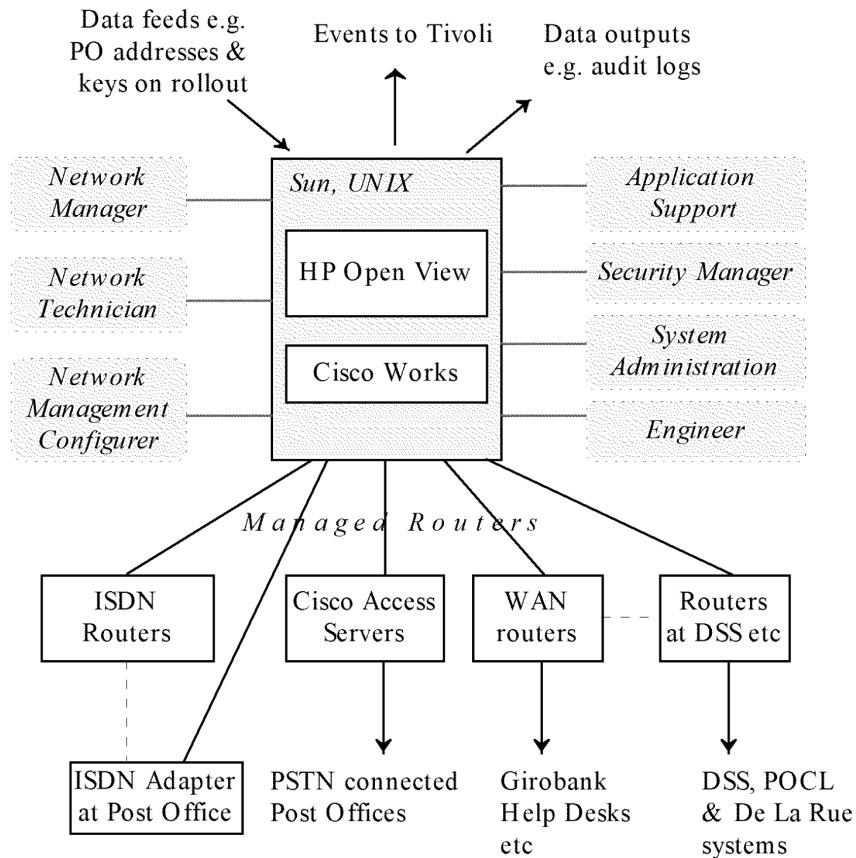 Data feeds e.g.
PO addresses &
keys on rollout
Events to Tivoli
Data outputs
e.g. audit logs
Network
Manager
Network
Technician
Network
Management
Configurer
Sun, UNIX
HP Open View
Cisco Works
Application
Support
Security Manager
System
Administration
Engineer
Managed Routers
ISDN
Routers
Cisco Access
Servers
WAN
routers
Routers
at DSS etc
ISDN Adapter
at Post Office
PSTN connected
Post Offices
Girobank
Help Desks
etc
DSS, POCL
& De La Rue
systems